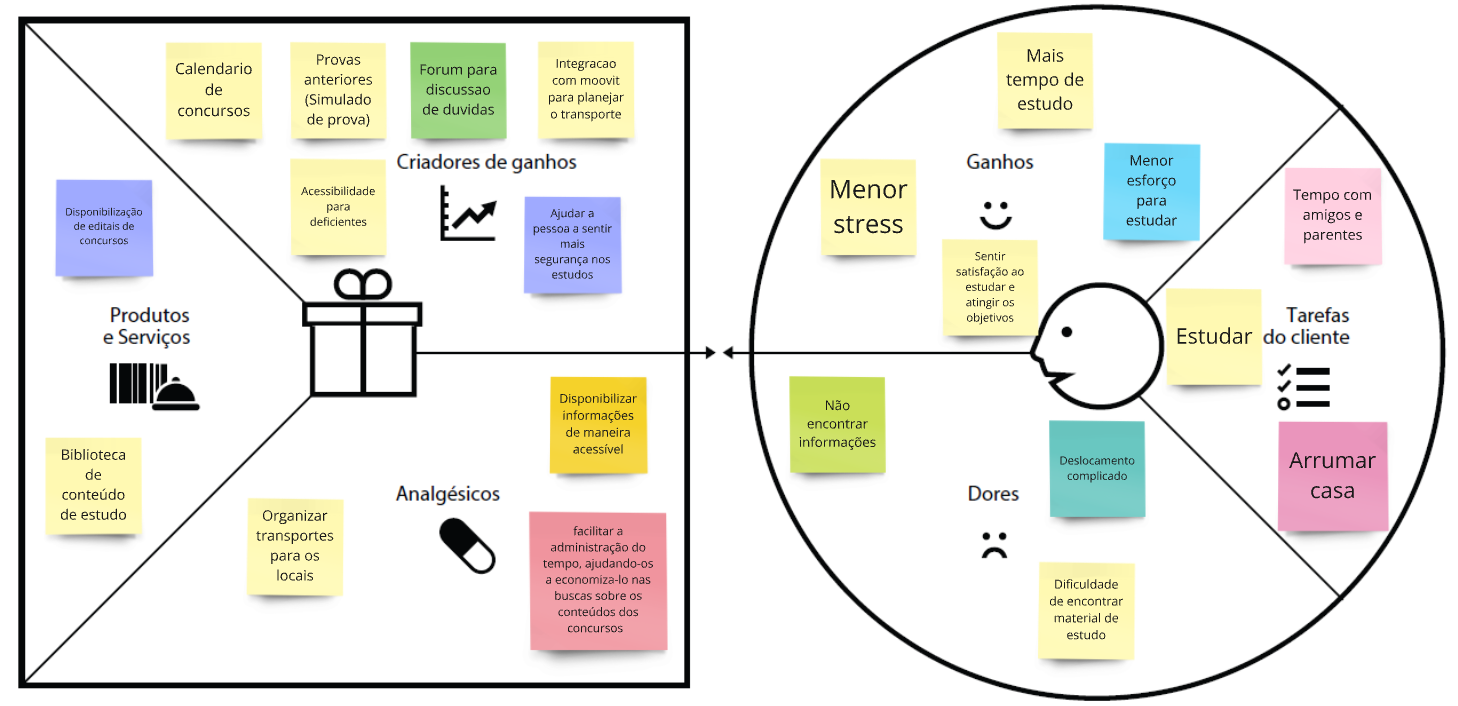 Calendario
de
concursos
Provas
anteriores
(Simulado
de prova)
Forum para
discussao
de duvidas
Integracao
com moovit
para planejar
o transporte
Acessibilidade
para
deficientes
Criadores de ganhos
Ajudar a
pessoa a sentir
mais
segurança nos
estudos
Disponibilização
de editais de
concursos
Produtos
e Serviços
Biblioteca
de
conteúdo
de estudo
Organizar
transportes
para os
locais
Analgésicos
Disponibilizar
informações
de maneira
acessível
facilitar a
administração do
tempo, ajudando-os
a economiza-lo nas
buscas sobre os
conteúdos dos
concursos
Mais
tempo de
estudo
Menor
stress
Ganhos
Menor
esforço
para
estudar
Sentir
satisfação ao
estudar e
atingir os
objetivos
Tempo com
amigos e
parentes
Estudar
Tarefas
do cliente
Arrumar
casa
Não
encontrar
informações
Deslocamento
complicado
Dores
Dificuldade
de encontrar
material de
estudo